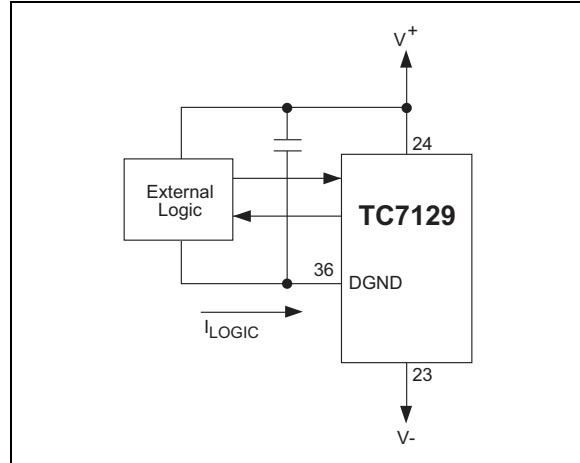 V+
24
External
Logic
TC7129
36
DGND
ILOGIC
23
V-